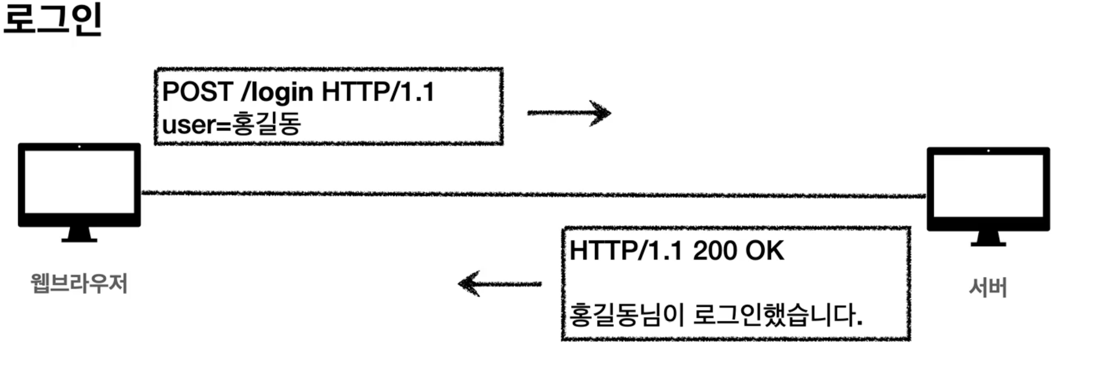 로그인
POST /login HTTP/1.1
user=홍길동
웹브라우저
HTTP/1.1 200 OK
홍길동님이 로그인했습니다.
서버